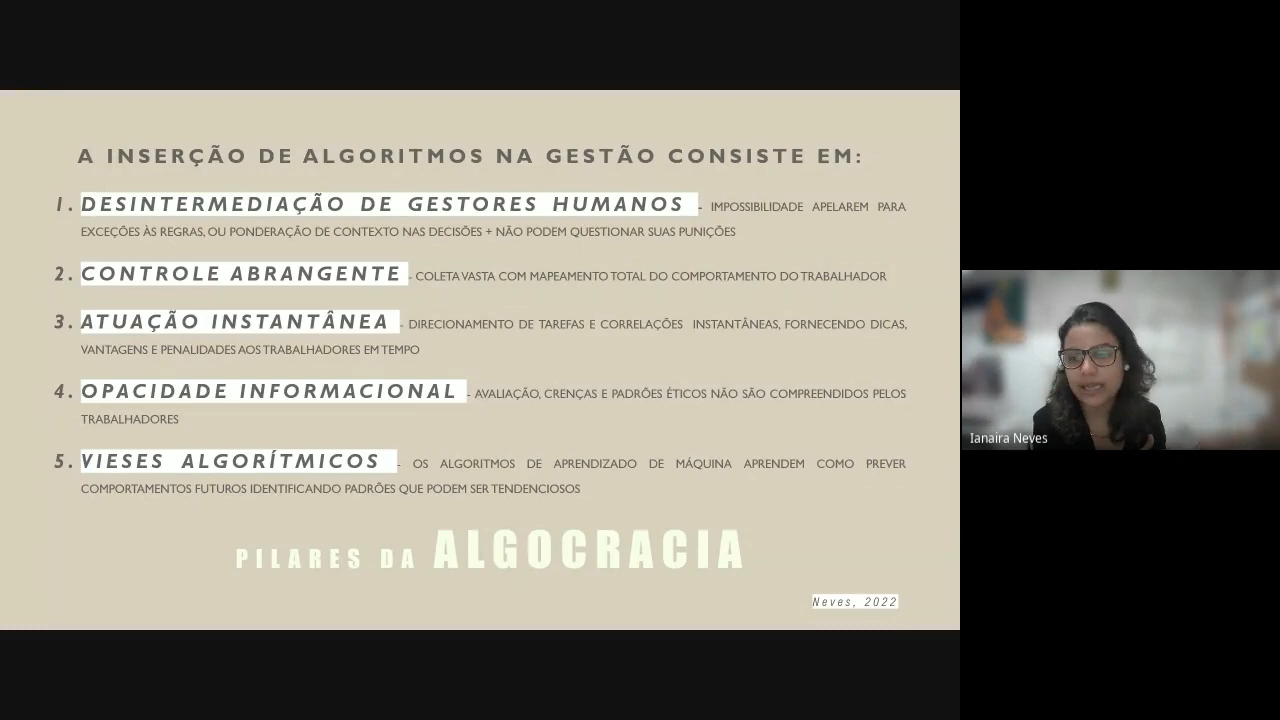 A INSERÇÃO DE ALGORITMOS NA GESTÃO CONSISTE EM:
1. DESINTERMEDIAÇÃO DE GESTORES HUMANOS - IMPOSSIBILIDADE APELAREM PARA
EXCEÇÕES ÀS REGRAS, OU PONDERAÇÃO DE CONTEXTO NAS DECISÕES + NÃO PODEM QUESTIONAR SUAS PUNIÇÕES
2. CONTROLE ABRANGENTE - COLETA VASTA COM MAPEAMENTO TOTAL DO COMPORTAMENTO DO TRABALHADOR
3. ATUAÇÃO INSTANTÂNEA - DIRECIONAMENTO DE TAREFAS E CORRELAÇÕES INSTANTÂNEAS, FORNECENDO DICAS,
VANTAGENS E PENALIDADES AOS TRABALHADORES EM TEMPO
4. OPACIDADE INFORMACIONAL - AVALIAÇÃO, CRENÇAS E PADRÕES ÉTICOS NÃO SÃO COMPREENDIDOS PELOS
TRABALHADORES
5. VIESES ALGORÍTMICOS - OS ALGORITMOS DE APRENDIZADO DE MÁQUINA APRENDEM COMO PREVER
COMPORTAMENTOS FUTUROS IDENTIFICANDO PADRÕES QUE PODEM SER TENDENCIOSOS
PILARES DA ALGOCRACIA
Neves, 2022
Ianaira Neves